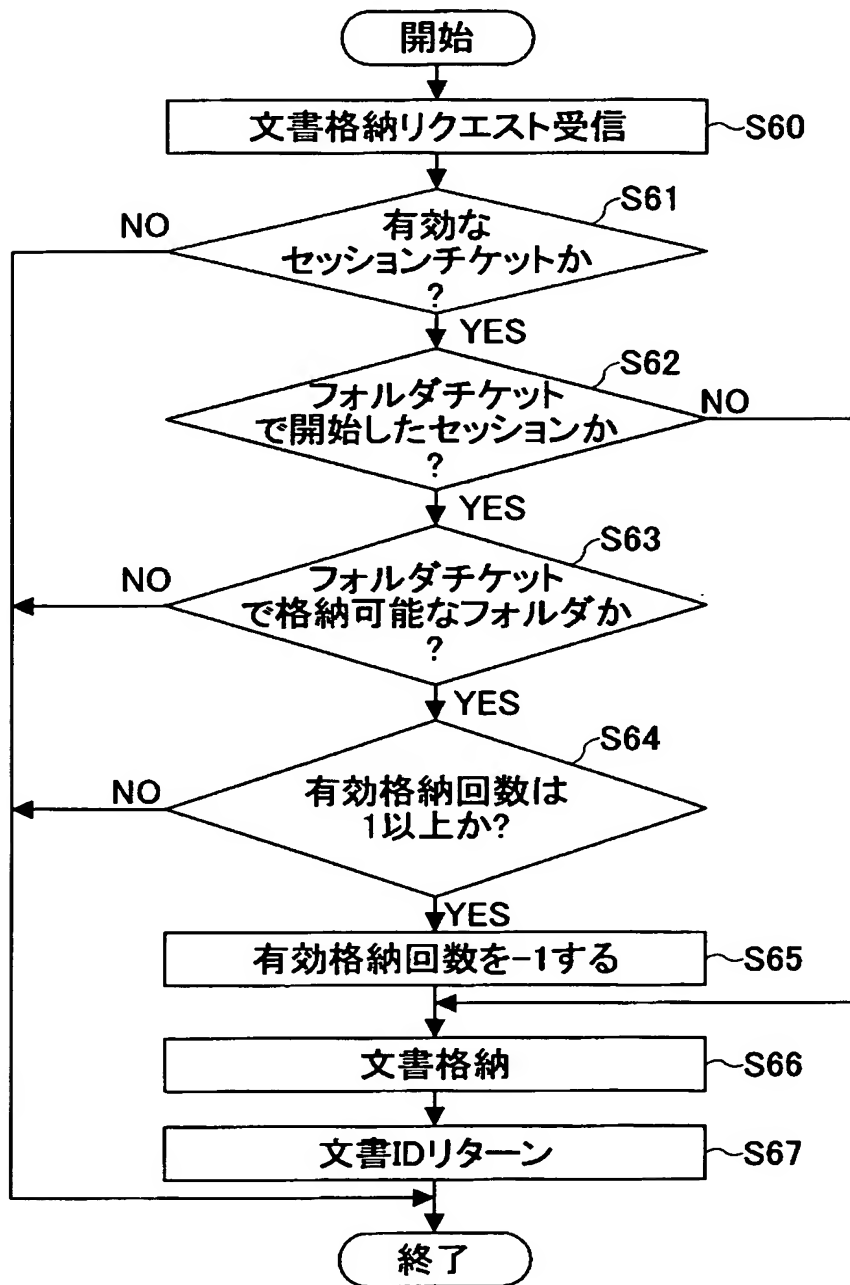 開始
文書格納リクエスト受信
S60
S61
NO
有効な
セッションチケットか
?
YES
S62
フォルダチケット
で開始したセッションか
?
NO
YES
S63
NO
フォルダチケット
で格納可能なフォルダか
?
YES
S64
NO
有効格納回数は
1以上か?
YES
有効格納回数を-1する
S65
文書格納
S66
文書IDリターン
S67
終了